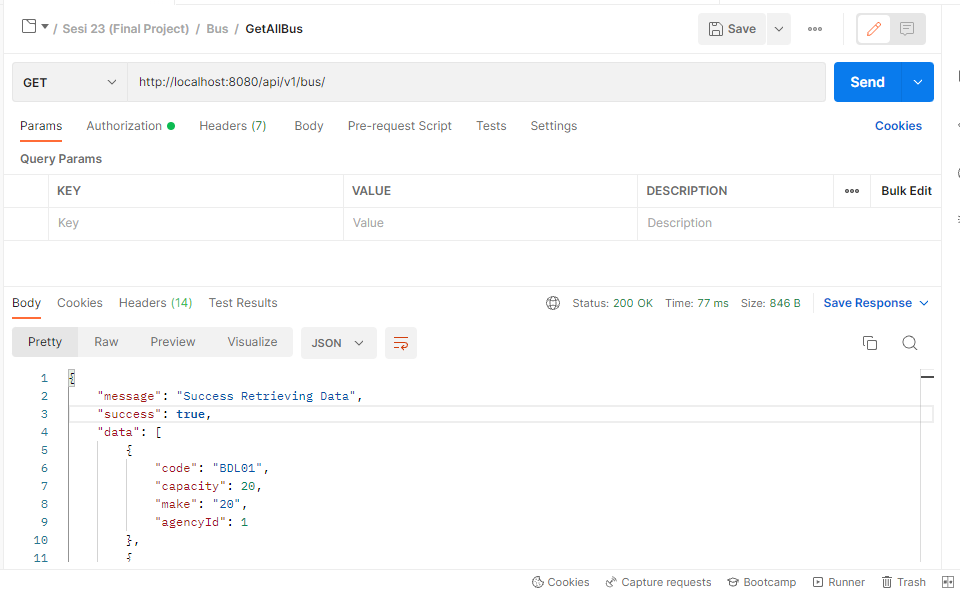 / Sesi 23 (Final Project) / Bus / GetAllBus Save
GET http://localhost:8080/api/v1/bus/ Send
Params Authorization Headers (7) Body Pre-request Script Tests Settings Cookies
Query Params
KEY VALUE DESCRIPTION Bulk Edit
Key Value Description
Body Cookies Headers (14) Test Results Status: 200 OK Time: 77 ms Size: 846 B Save Response
Pretty Raw Preview Visualize JSON
1 {
2 "message": "Success Retrieving Data",
3 "success": true,
4 "data": [
5 {
6 "code": "BDL01",
7 "capacity": 20,
8 "make": "20",
9 "agencyId": 1
10 },
11 {
Cookies Capture requests Bootcamp Runner Trash